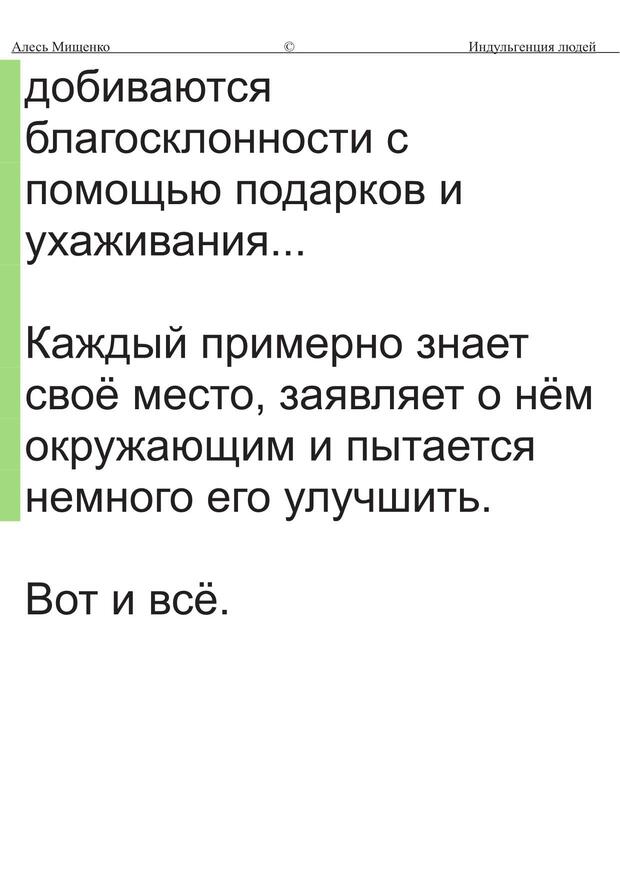 Алесь Мищенко © Индульгенция людей
добиваются
благосклонности с
помощью подарков и
ухаживания...
Каждый примерно знает
своё место, заявляет о нём
окружающим и пытается
немного его улучшить.
Вот и всё.